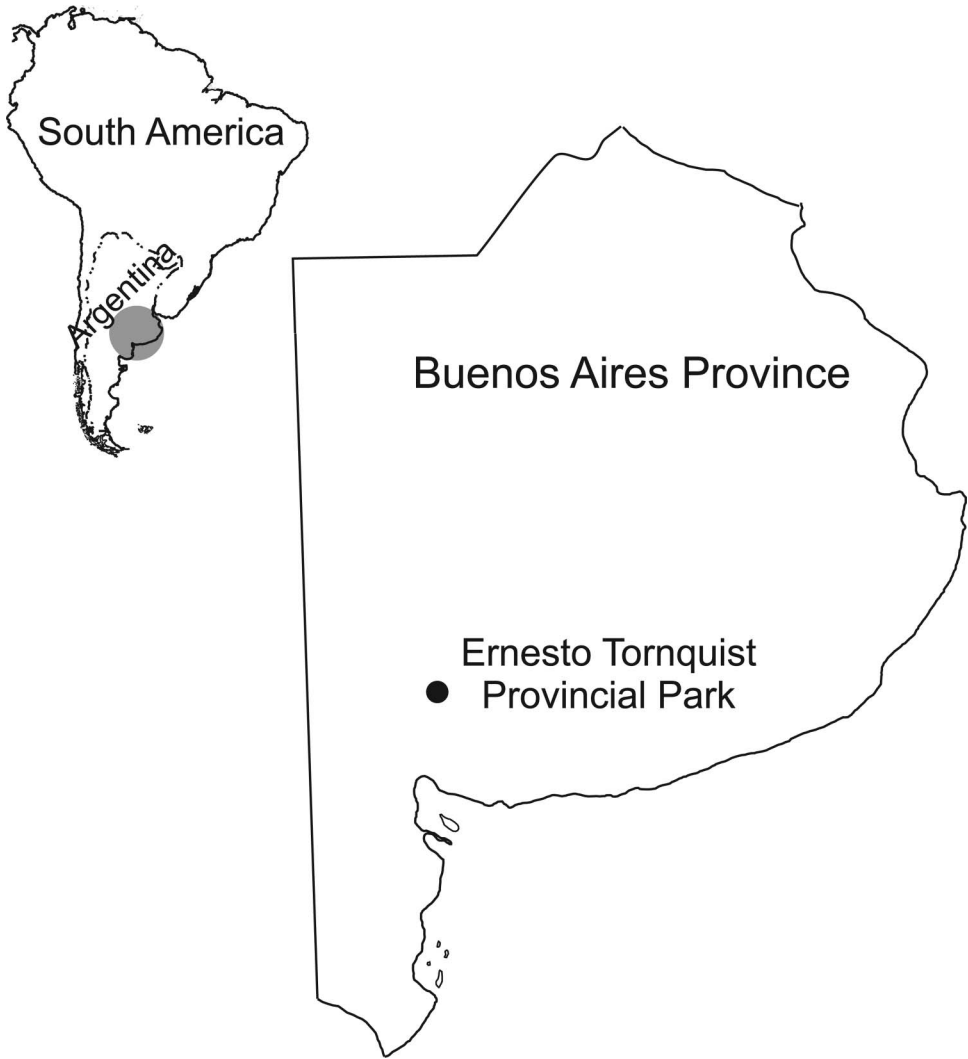 South America
Argentina
Buenos Aires Province
Ernesto Tornquist
Provincial Park